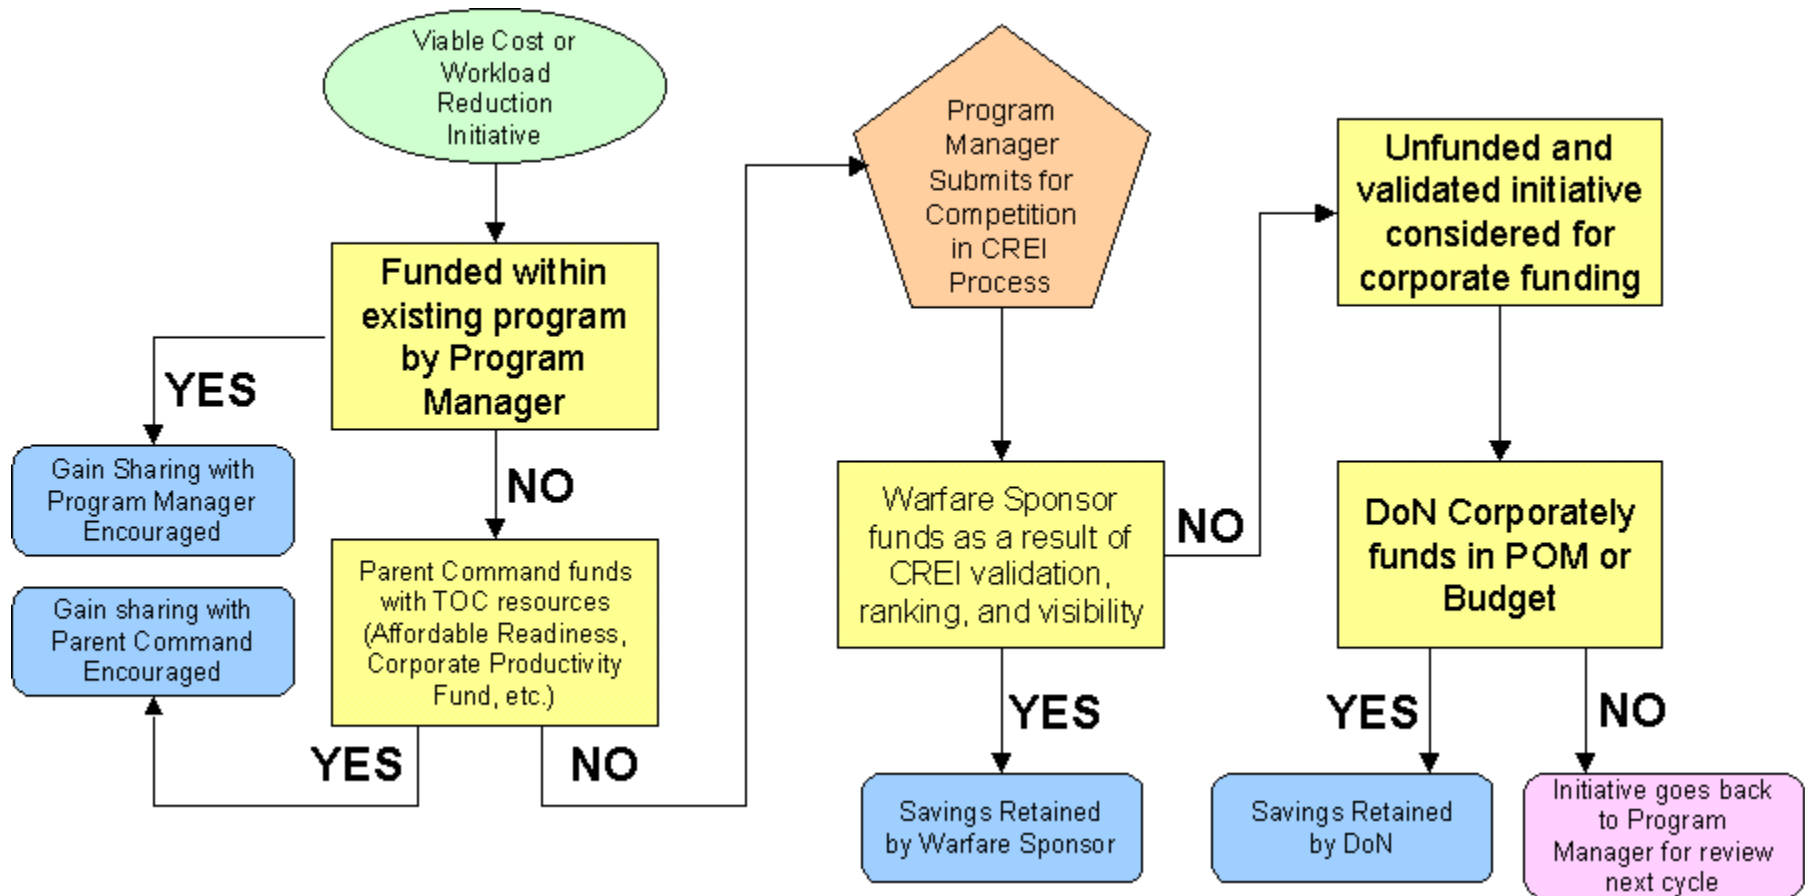 Viable Cost or
Workload
Reduction
Initiative
Funded within
existing program
by Program
Manager
YES
Gain Sharing with
Program Manager
Encouraged
NO
Parent Command funds
with TOC resources
(Affordable Readiness,
Corporate Productivity
Fund, etc.)
Gain sharing with
Parent Command
Encouraged
YES
NO
Program
Manager
Submits for
Competition
in CREI
Process
Warfare Sponsor
funds as a result of
CREI validation,
ranking, and visibility
NO
YES
Savings Retained
by Warfare Sponsor
Unfunded and
validated initiative
considered for
corporate funding
DoN Corporately
funds in POM or
Budget
YES
NO
Savings Retained
by DoN
Initiative goes back
to Program
Manager for review
next cycle